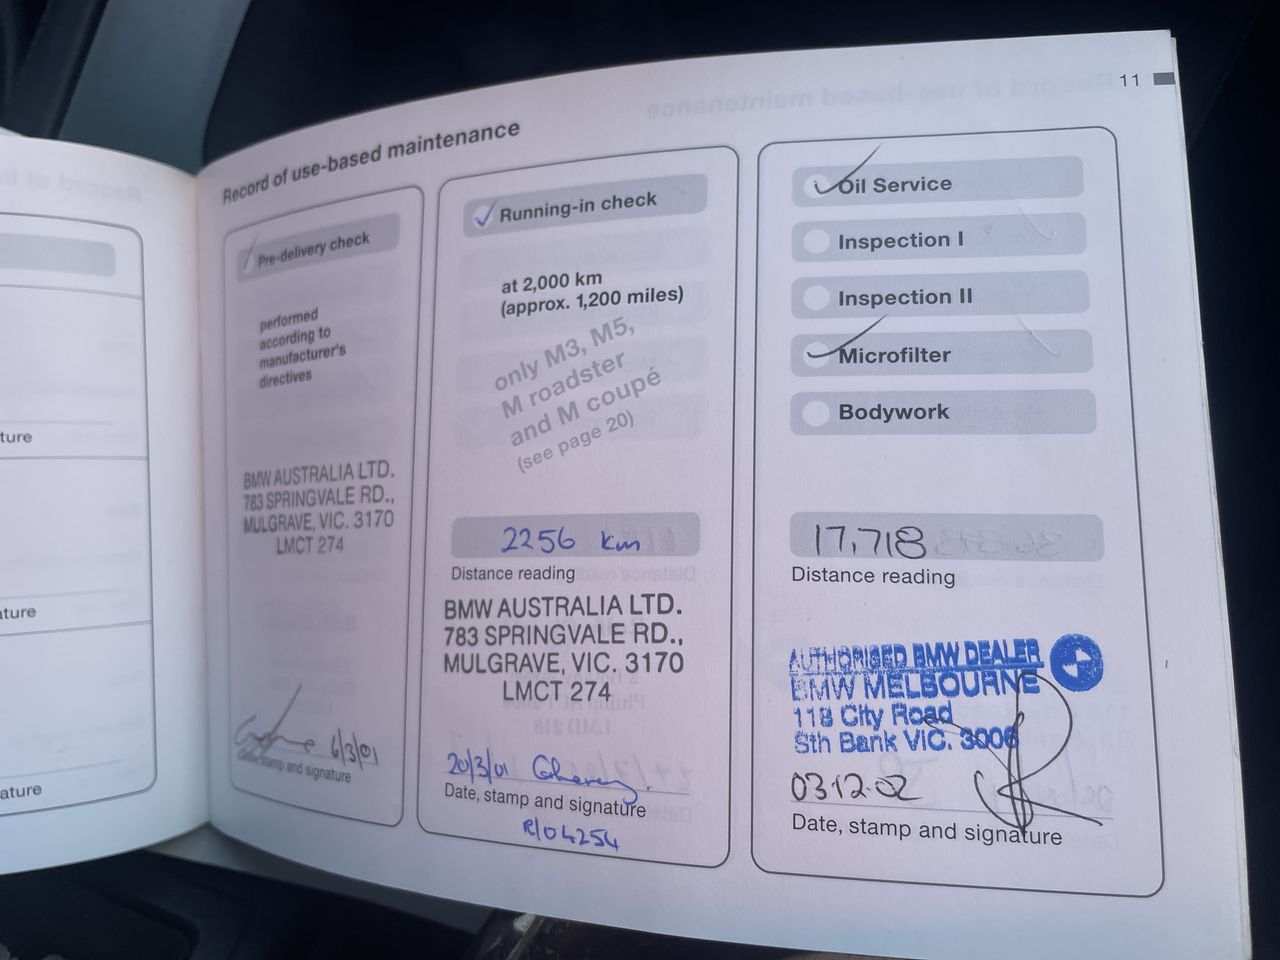 11
Record of use-based maintenance
Pre-delivery check
performed
according to
manufacturer's
directives
BMW AUSTRALIA LTD.
783 SPRINGVALE RD.,
MULGRAVE, VIC. 3170
LMCT 274
6/3/01
Date, stamp and signature
Running-in check
at 2,000 km
(approx. 1,200 miles)
only M3, M5,
M roadster
and M coupé
(see page 20)
2256 km
Distance reading
BMW AUSTRALIA LTD.
783 SPRINGVALE RD.,
MULGRAVE, VIC. 3170
LMCT 274
20/3/01
Date, stamp and signature
R/04254
Oil Service
Inspection I
Inspection II
Microfilter
Bodywork
17,718
Distance reading
AUTHORISED BMW DEALER
BMW MELBOURNE
118 City Road
Sth Bank VIC. 3006
03·12·02
Date, stamp and signature
ture
ature
ature